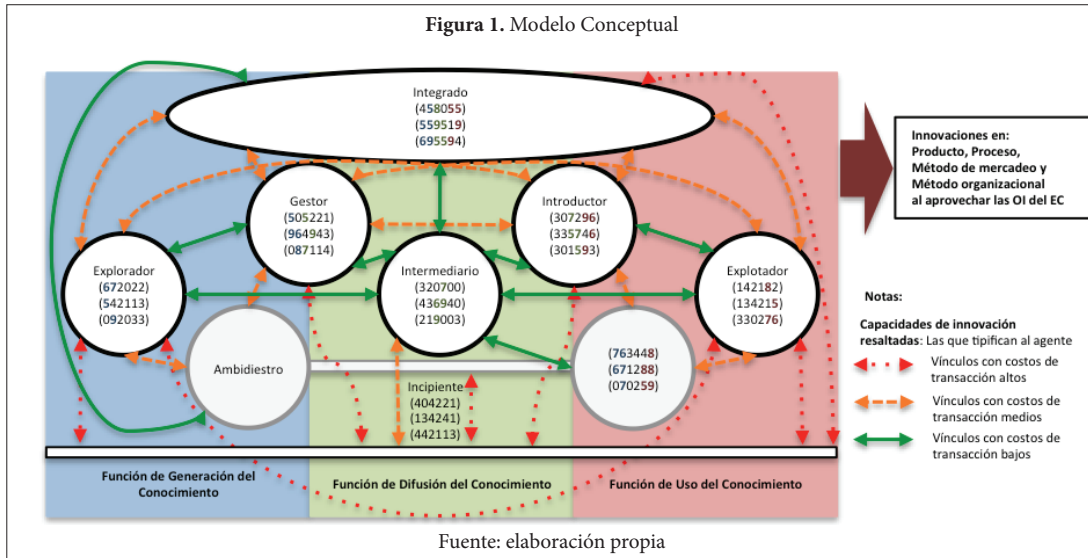 Figura 1. Modelo Conceptual
Integrado
(458055)
(559519)
(695594)
Gestor
(505221)
(964943)
(087114)
Introductor
(307296)
(335746)
(301593)
Explorador
(672022)
(542113)
(092033)
Intermediario
(320700)
(436940)
(219003)
Explotador
(142182)
(134215)
(330276)
Ambidiestro
(763448)
(671288)
(070259)
Incipiente
(404221)
(134241)
(442113)
Función de Generación del
Conocimiento
Función de Difusión del Conocimiento
Función de Uso del Conocimiento
Innovaciones en:
Producto, Proceso,
Método de mercadeo y
Método organizacional
al aprovechar las OI del EC
Notas:
Capacidades de innovación
resaltadas: Las que tipifican al agente
Vínculos con costos de
transacción altos
Vínculos con costos de
transacción medios
Vínculos con costos de
transacción bajos
Fuente: elaboración propia